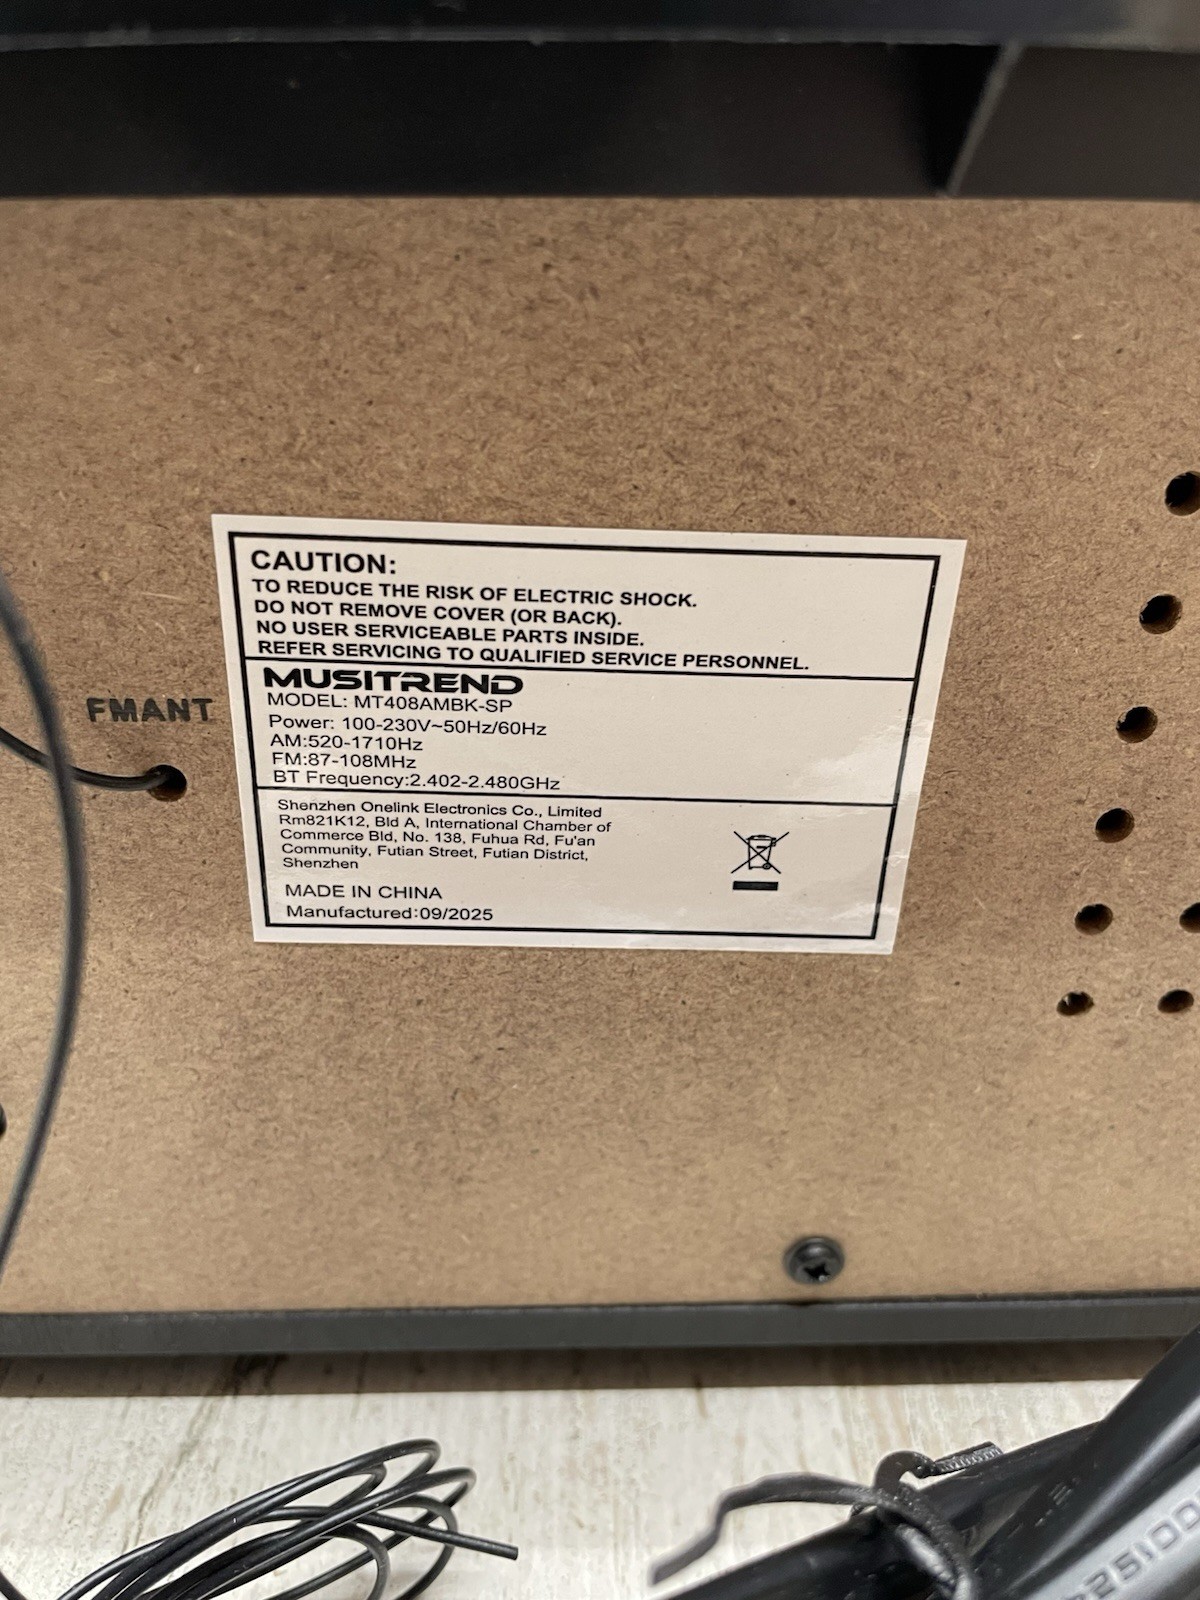 CAUTION:
TO REDUCE THE RISK OF ELECTRIC SHOCK.
DO NOT REMOVE COVER (OR BACK).
NO USER SERVICEABLE PARTS INSIDE.
REFER SERVICING TO QUALIFIED SERVICE PERSONNEL.
MUSITREND
MODEL: MT408AMBK-SP
Power: 100-230V~50Hz/60Hz
AM:520-1710Hz
FM:87-108MHz
BT Frequency:2.402-2.480GHz
Shenzhen Onelink Electronics Co., Limited
Rm821K12, Bld A, International Chamber of
Commerce Bld, No. 138, Fuhua Rd, Fu'an
Community, Futian Street, Futian District,
Shenzhen
MADE IN CHINA
Manufactured:09/2025
FMANT